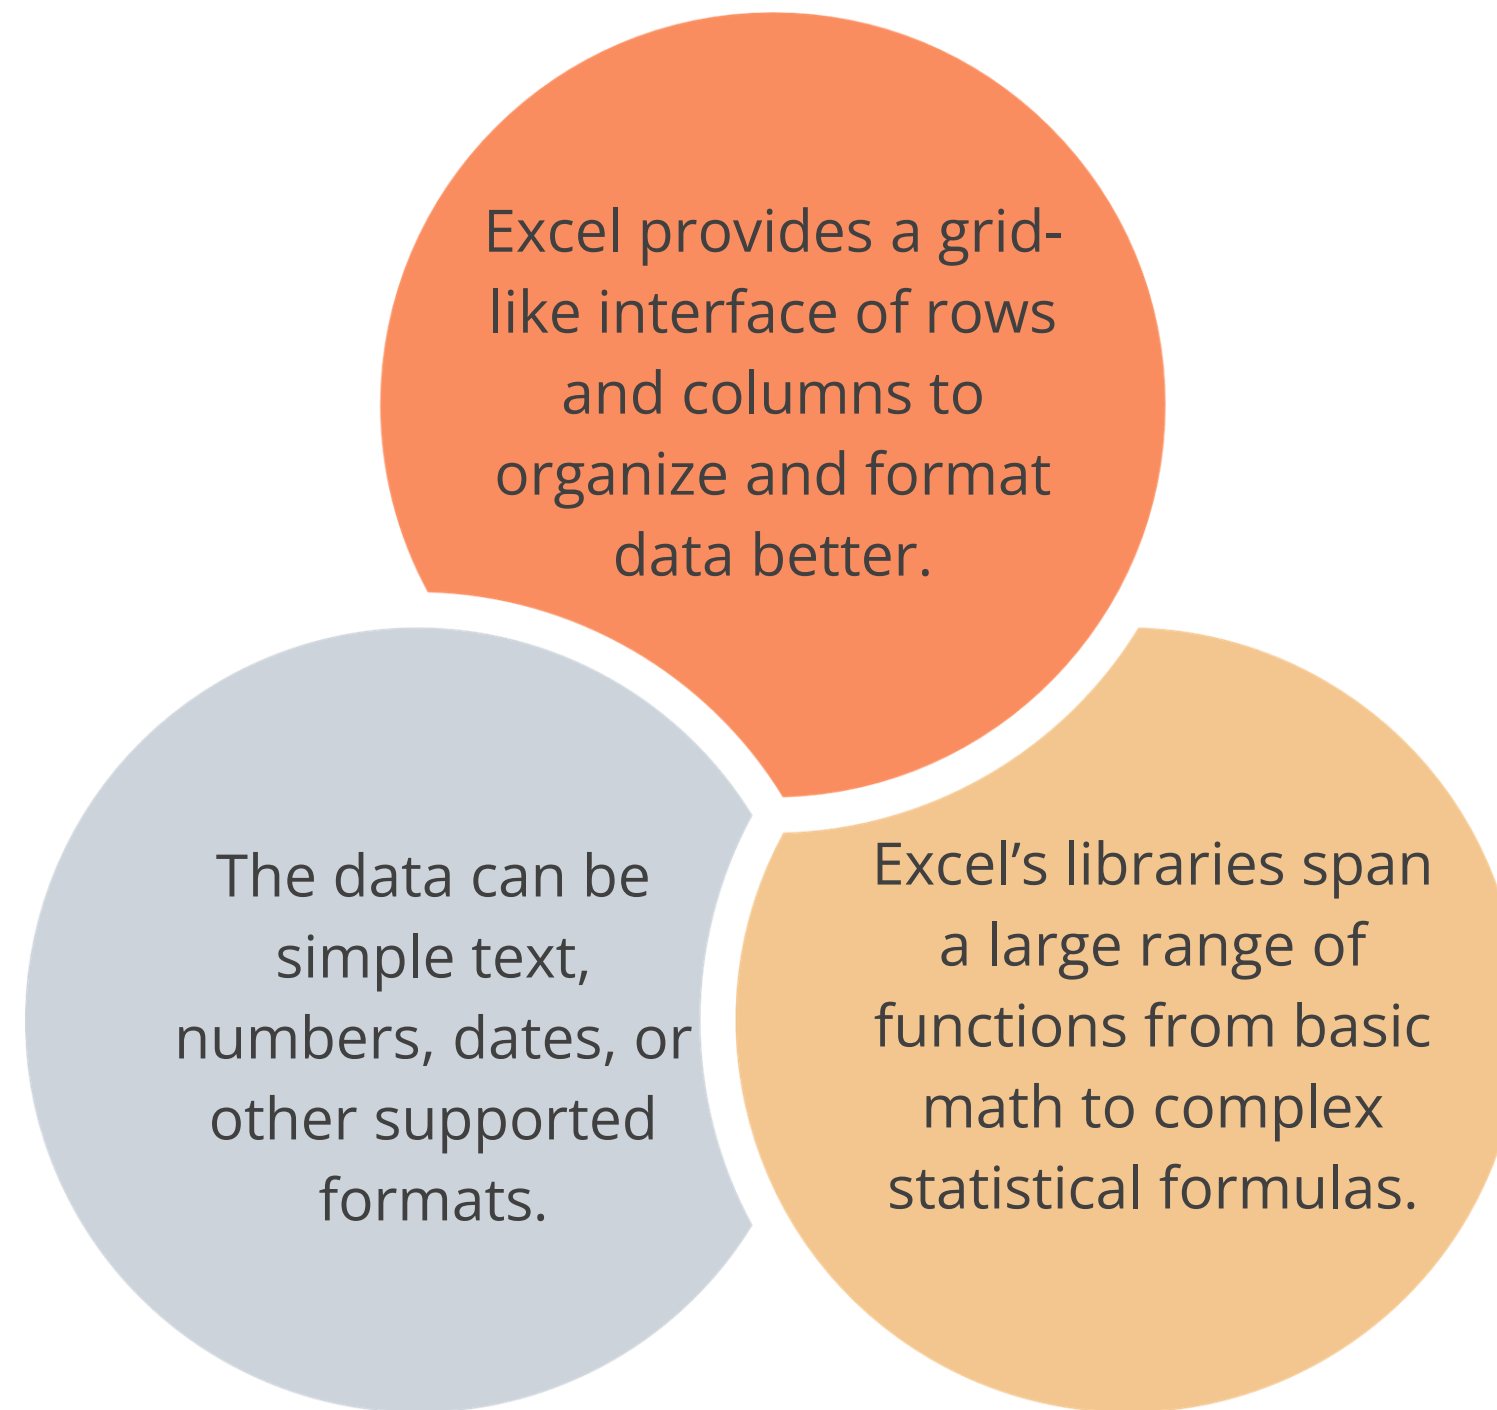 Excel provides a grid-
like interface of rows
and columns to
organize and format
data better.
The data can be
simple text,
numbers, dates, or
other supported
formats.
Excel’s libraries span
a large range of
functions from basic
math to complex
statistical formulas.